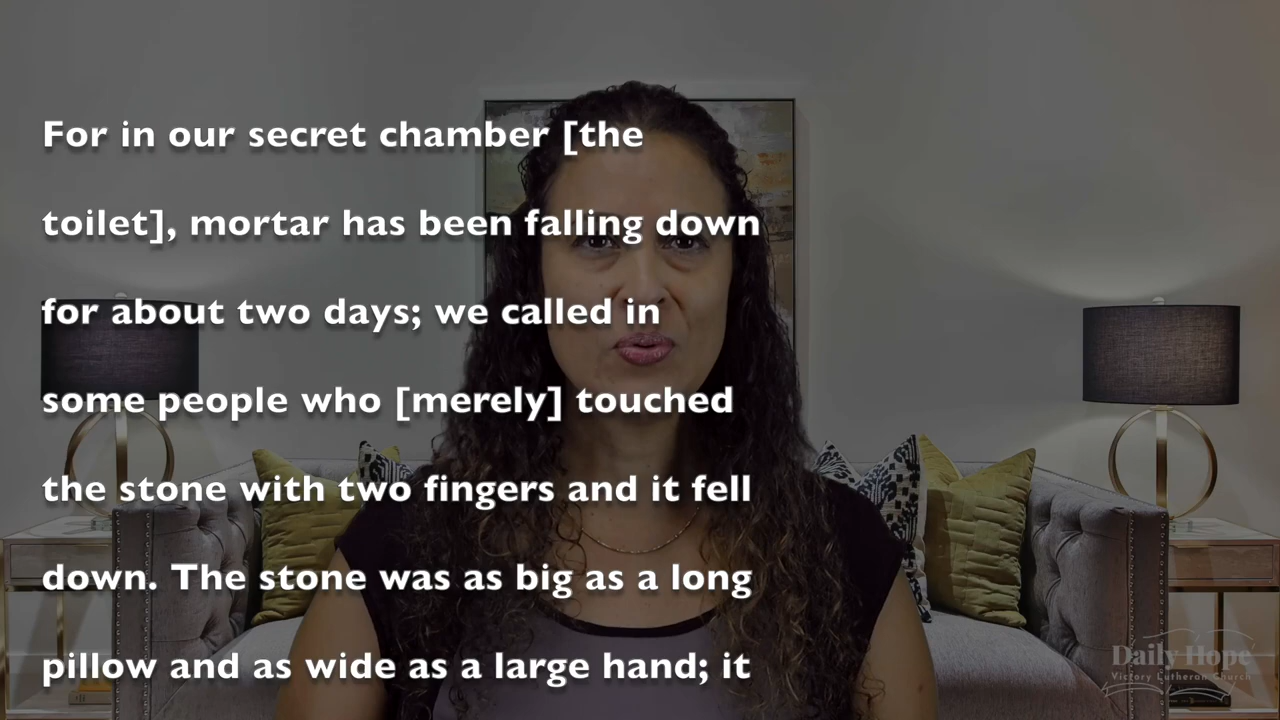 For in our secret chamber [the
toilet], mortar has been falling down
for about two days; we called in
some people who [merely] touched
the stone with two fingers and it fell
down. The stone was as big as a long
pillow and as wide as a large hand; it
Daily Hope
Victory Lutheran Church